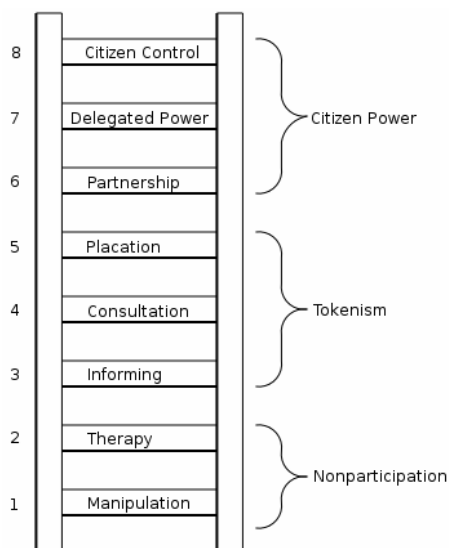 8 Citizen Control
7 Delegated Power Citizen Power
6 Partnership
5 Placation
4 Consultation Tokenism
3 Informing
2 Therapy
Nonparticipation
1 Manipulation